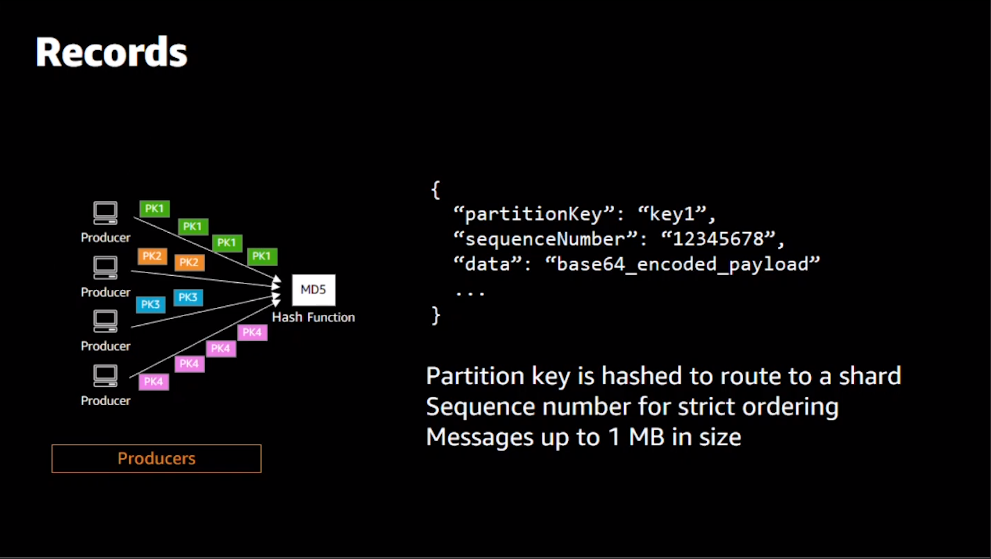 Records
PK1
PK1
PK1
PK1
Producer
PK2
PK2
Producer
PK3
PK3
Producer
PK4
PK4
PK4
PK4
Producer
MD5
Hash Function
Producers
{
“partitionKey”: “key1”,
“sequenceNumber”: “12345678”,
“data”: “base64_encoded_payload”
...
}
Partition key is hashed to route to a shard
Sequence number for strict ordering
Messages up to 1 MB in size